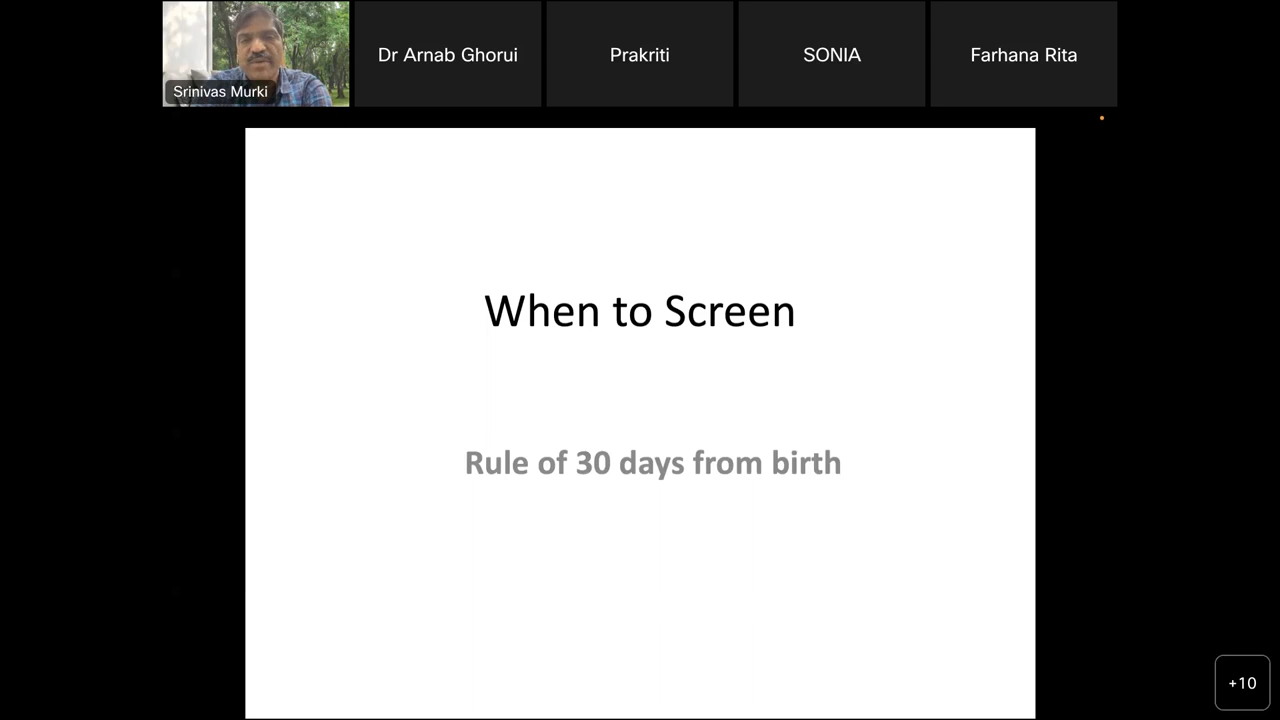 Srinivas Murki
Dr Arnab Ghorui
Prakriti
SONIA
Farhana Rita
When to Screen
Rule of 30 days from birth
+10